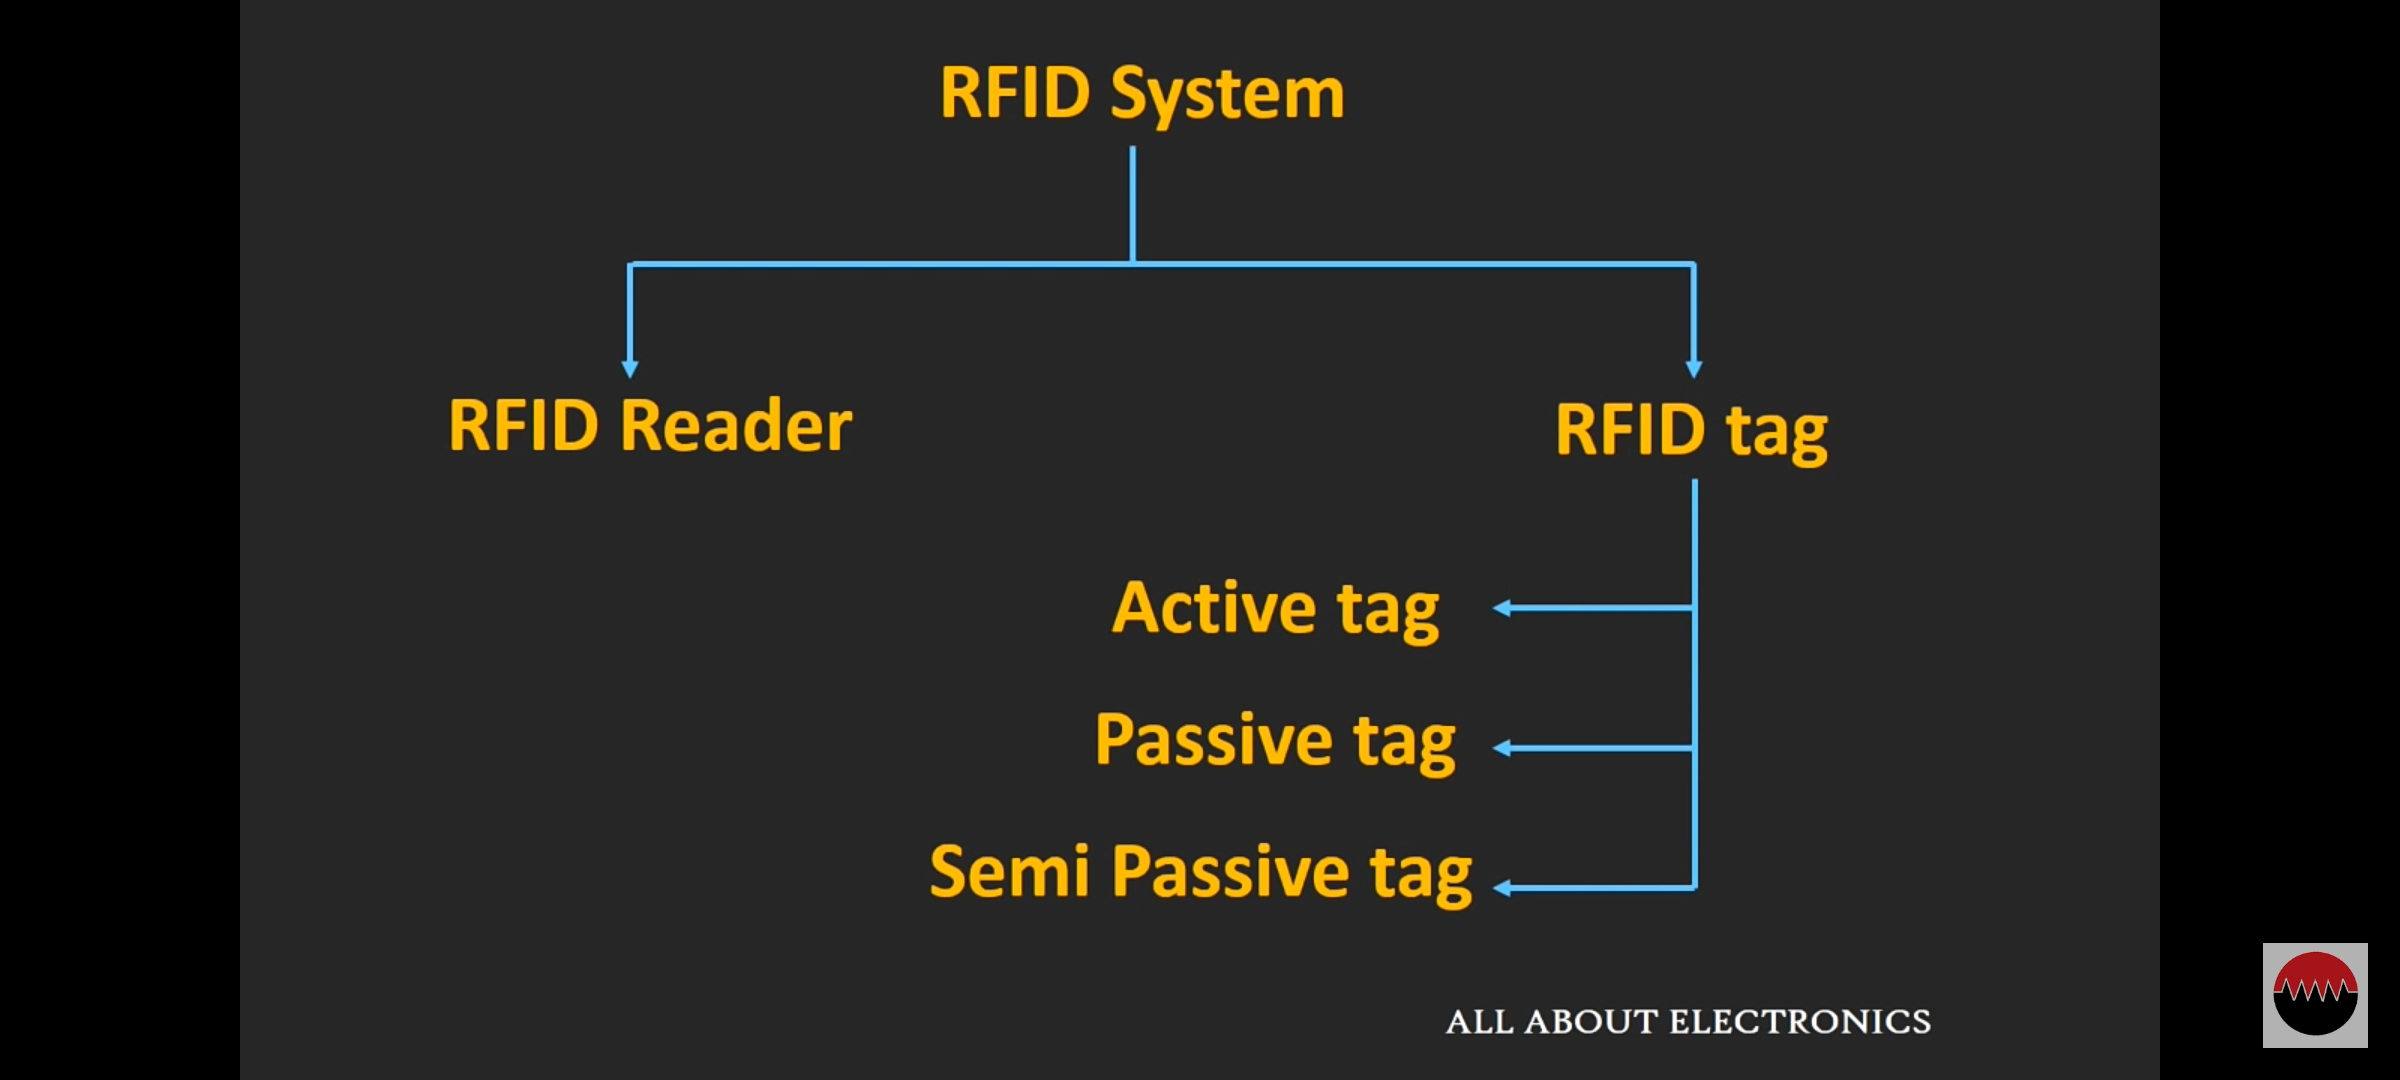 RFID System
RFID Reader
RFID tag
Active tag
Passive tag
Semi Passive tag
ALL ABOUT ELECTRONICS